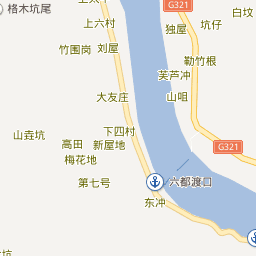 格木坑尾
上六村
竹围岗
刘屋
G321
独屋
白坟
坑仔
勒竹根
芙芦冲
山咀
大友庄
山垚坑
下四村
高田
新屋地
梅花地
G321
第七号
六都渡口
东冲